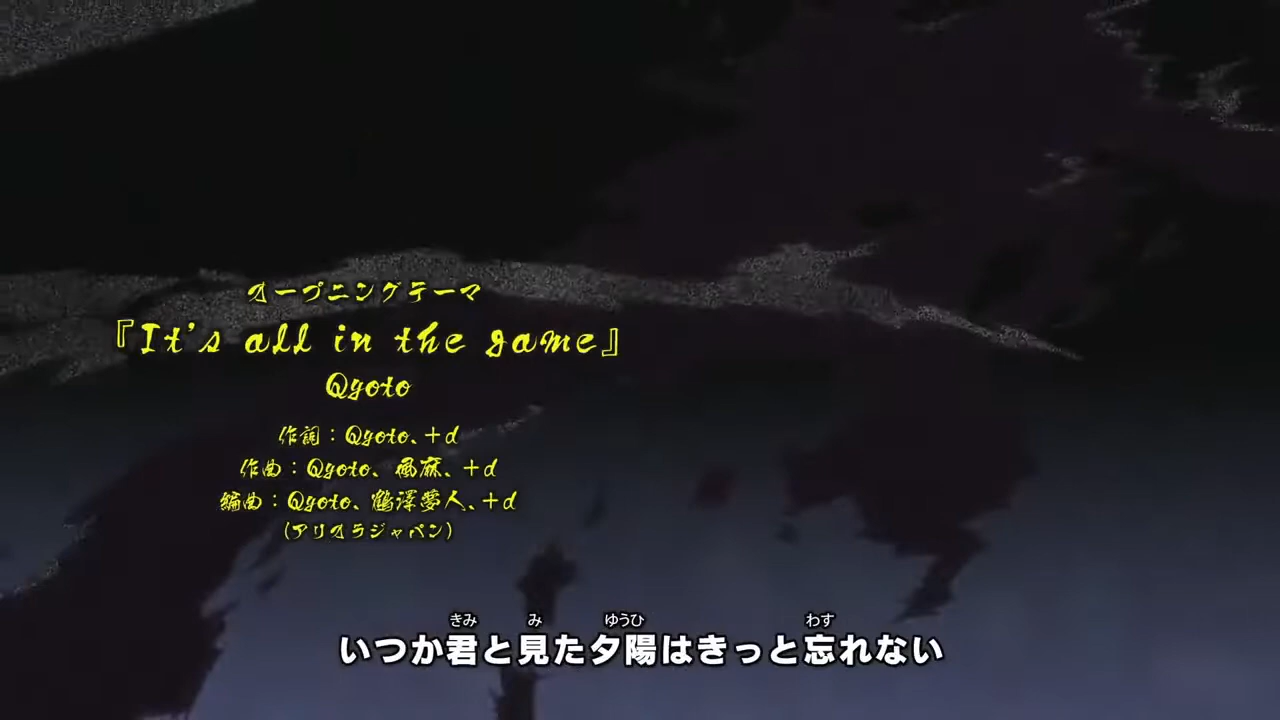 オープニングテーマ
『It's all in the game』
Qyoto
作詞：Qyoto、+d
作曲：Qyoto、楓麻、+d
編曲：Qyoto、鶴澤夢人、+d
（アリオラジャパン）
きみ み ゆうひ わす
いつか君と見た夕陽はきっと忘れない